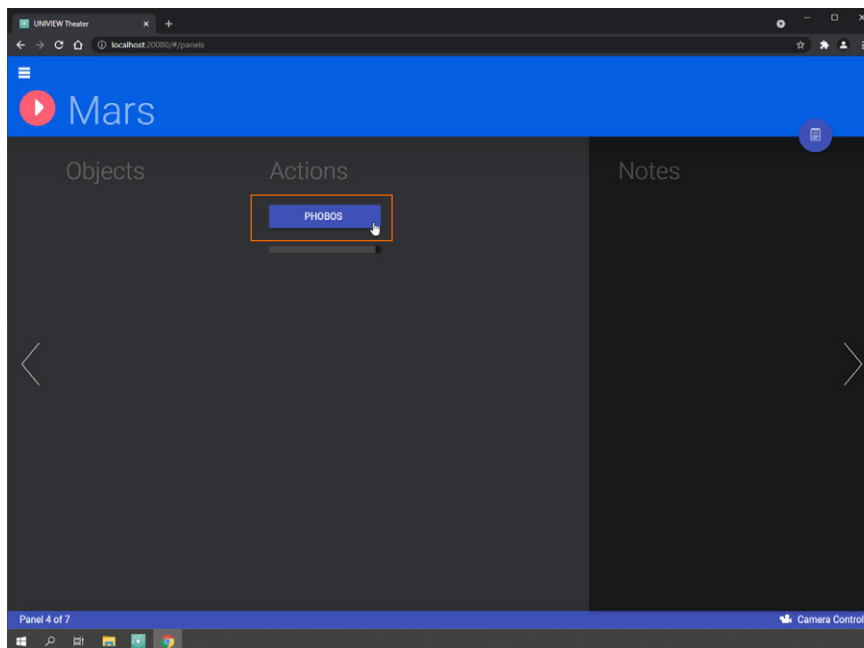 UNIVIEW Theater
localhost:20080/#/panels
Mars
Objects
Actions
Notes
PHOBOS
Panel 4 of 7
Camera Control